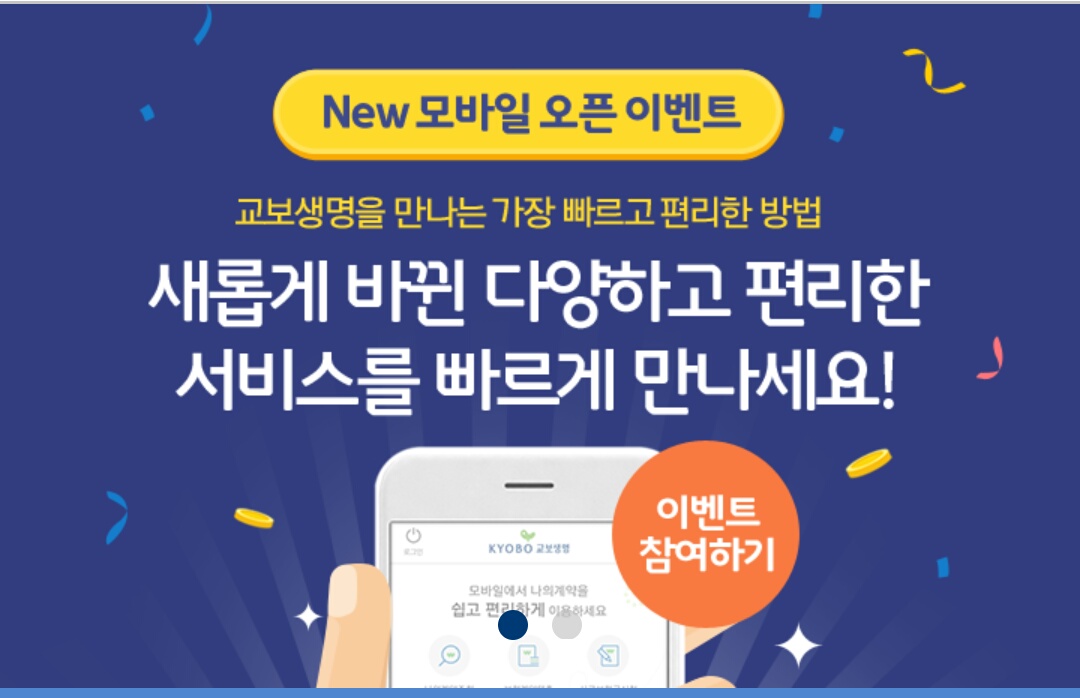 New 모바일 오픈 이벤트
교보생명을 만나는 가장 빠르고 편리한 방법
새롭게 바뀐 다양하고 편리한
서비스를 빠르게 만나세요!
이벤트
참여하기
로그인
KYOBO 교보생명
모바일에서 나의계약을
쉽고 편리하게 이용하세요